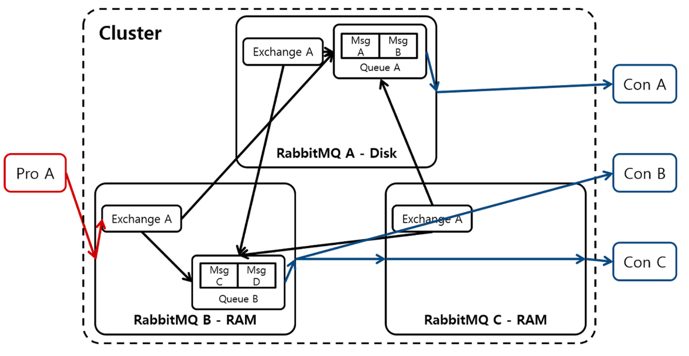 Cluster
Exchange A
Msg A
Msg B
Queue A
RabbitMQ A - Disk
Con A
Pro A
Con B
Exchange A
Exchange A
Msg C
Msg D
Queue B
Con C
RabbitMQ B - RAM
RabbitMQ C - RAM